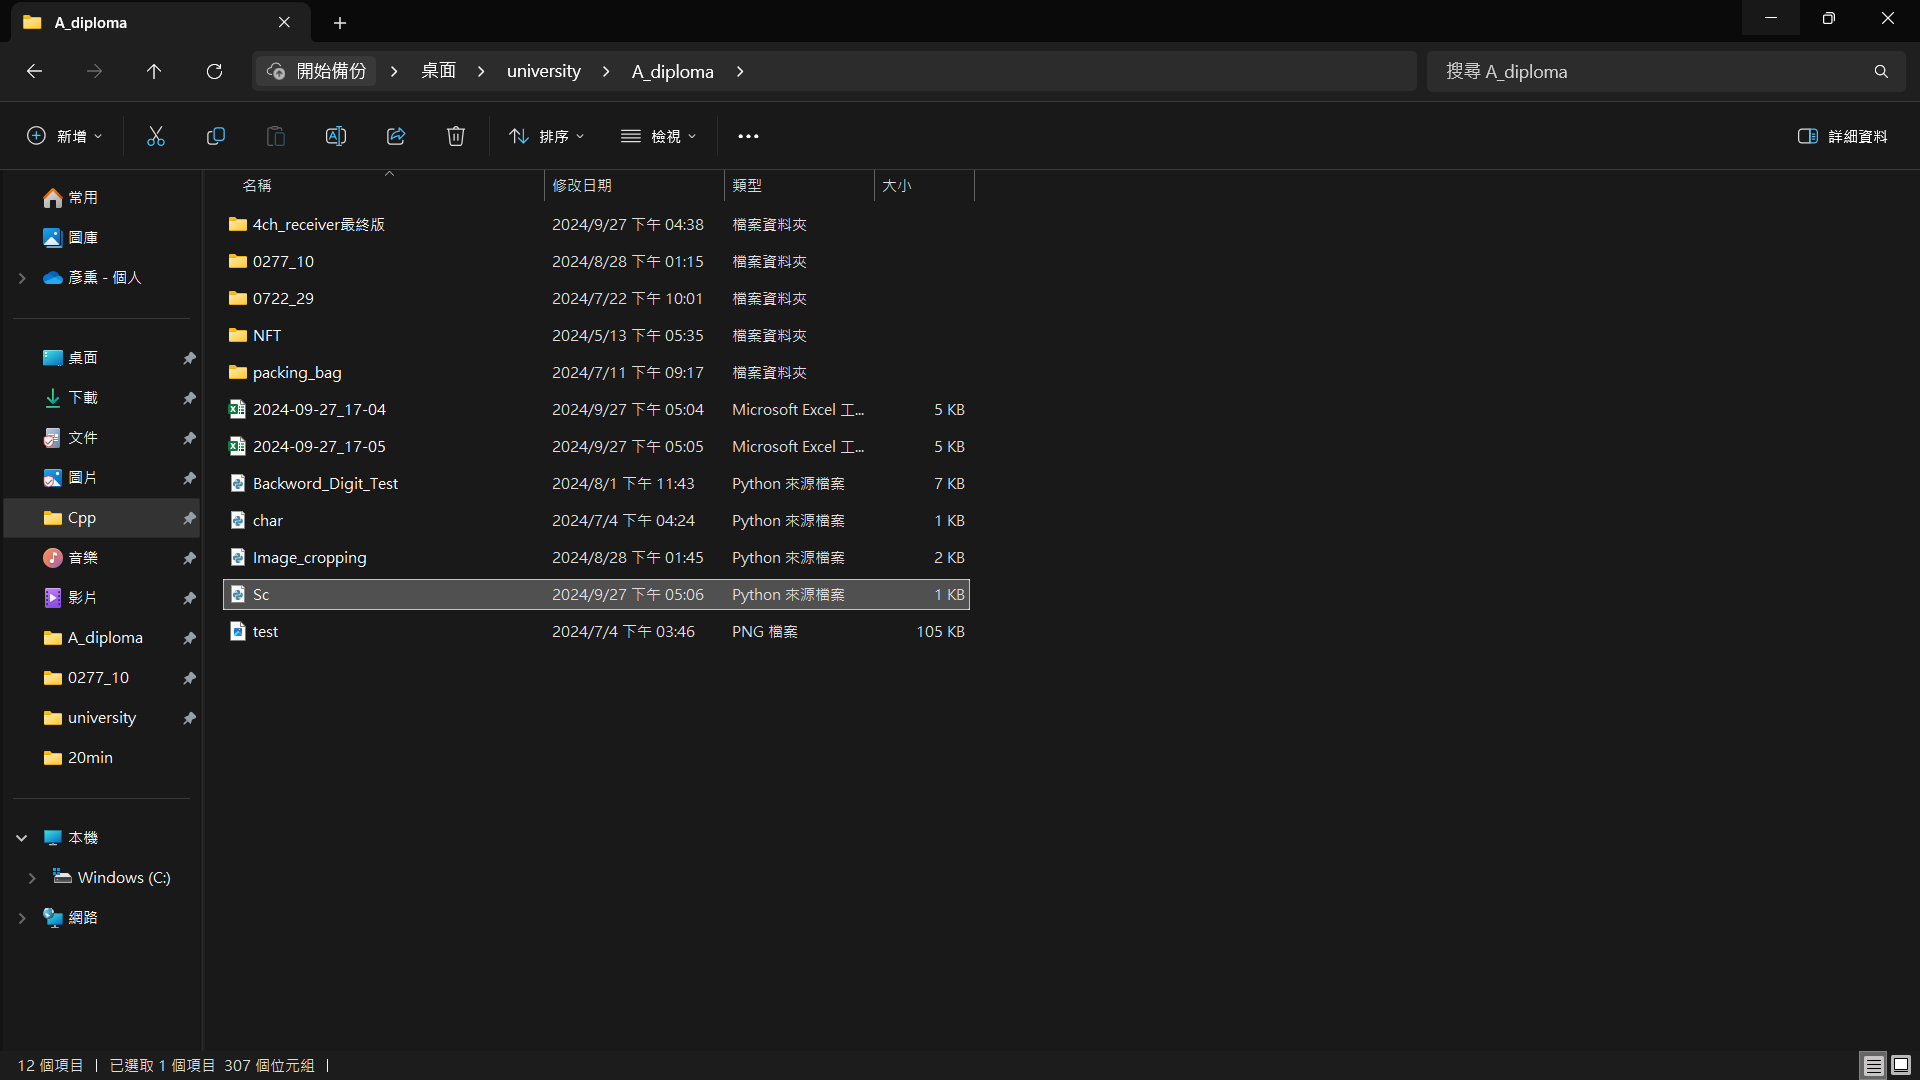 A_diploma
開始備份 > 桌面 > university > A_diploma >
搜尋 A_diploma
新增
排序
檢視
詳細資料
常用
圖庫
彥熏 - 個人
桌面
下載
文件
圖片
Cpp
音樂
影片
A_diploma
0277_10
university
20min
本機
Windows (C:)
網路
名稱 修改日期 類型 大小
4ch_receiver最終版 2024/9/27 下午 04:38 檔案資料夾
0277_10 2024/8/28 下午 01:15 檔案資料夾
0722_29 2024/7/22 下午 10:01 檔案資料夾
NFT 2024/5/13 下午 05:35 檔案資料夾
packing_bag 2024/7/11 下午 09:17 檔案資料夾
2024-09-27_17-04 2024/9/27 下午 05:04 Microsoft Excel 工... 5 KB
2024-09-27_17-05 2024/9/27 下午 05:05 Microsoft Excel 工... 5 KB
Backword_Digit_Test 2024/8/1 下午 11:43 Python 來源檔案 7 KB
char 2024/7/4 下午 04:24 Python 來源檔案 1 KB
Image_cropping 2024/8/28 下午 01:45 Python 來源檔案 2 KB
Sc 2024/9/27 下午 05:06 Python 來源檔案 1 KB
test 2024/7/4 下午 03:46 PNG 檔案 105 KB
12 個項目 | 已選取 1 個項目 307 個位元組 |